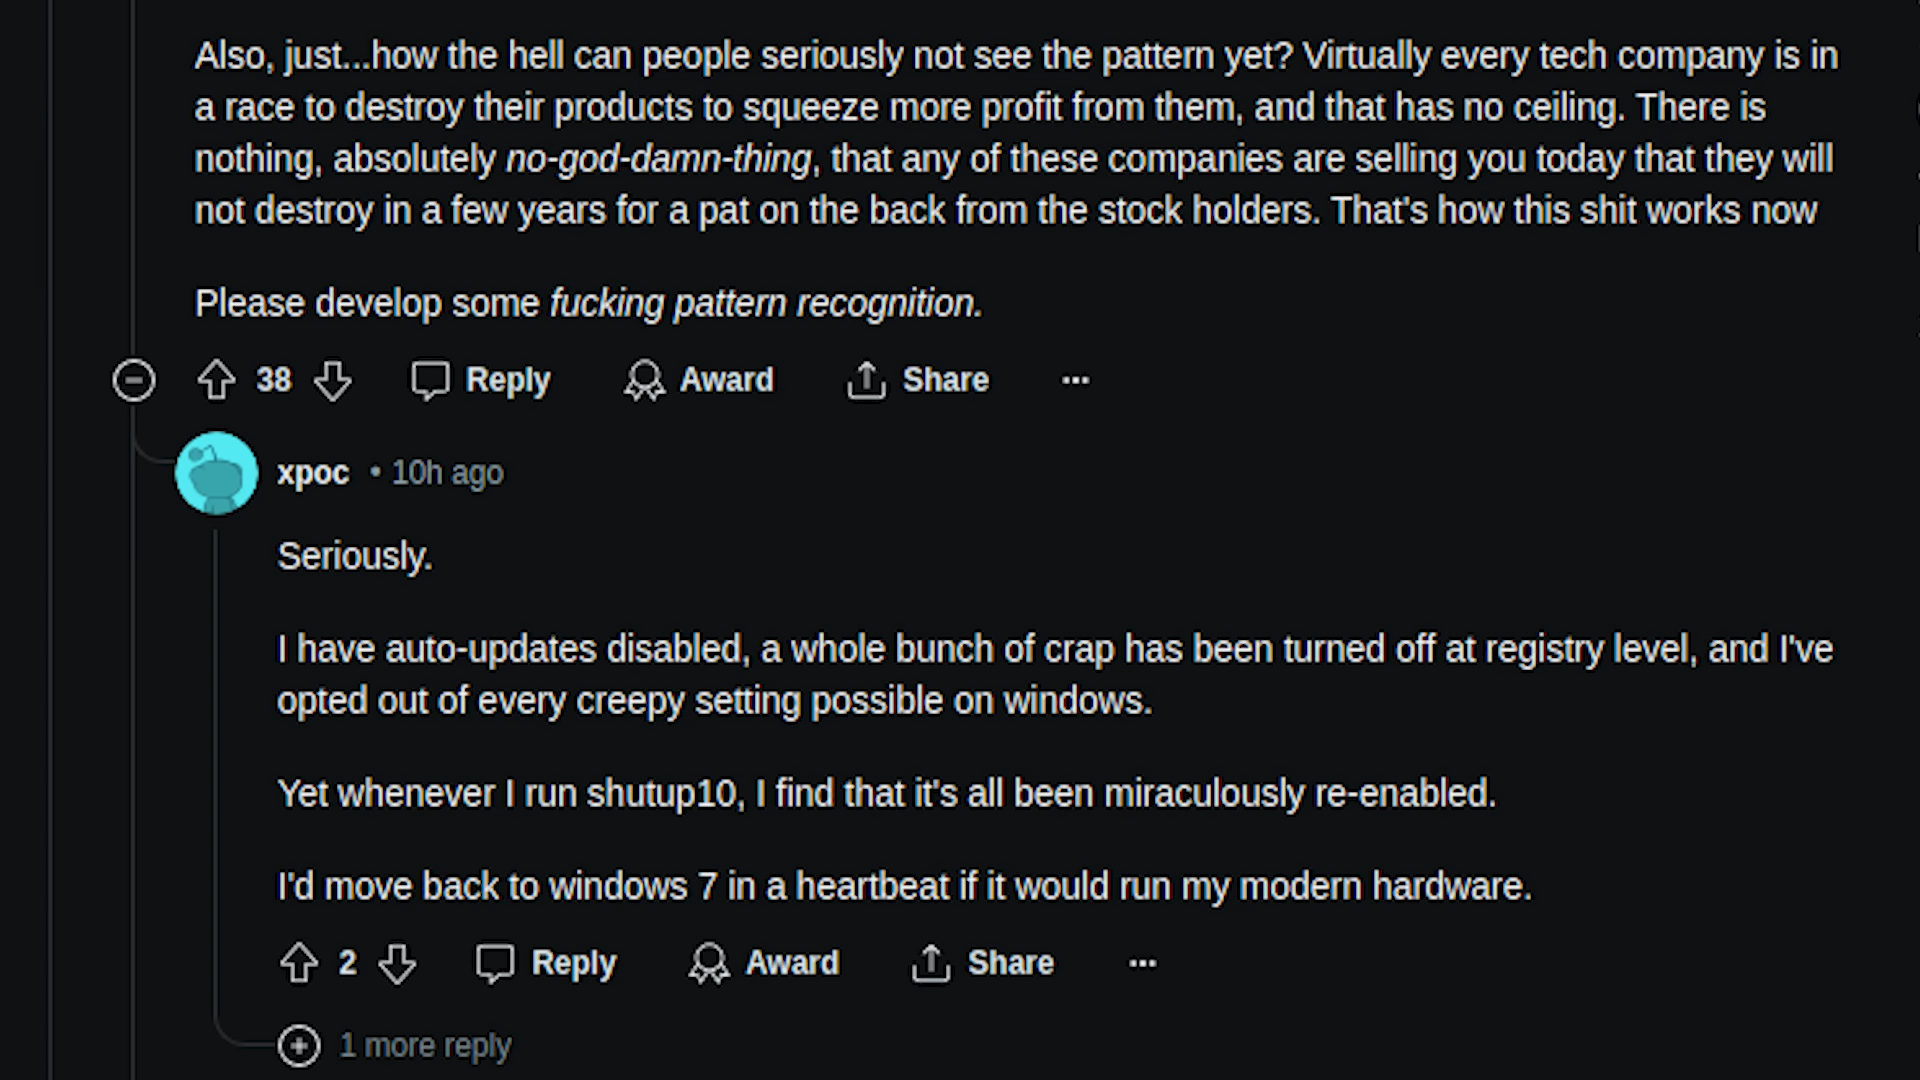 Also, just...how the hell can people seriously not see the pattern yet? Virtually every tech company is in
a race to destroy their products to squeeze more profit from them, and that has no ceiling. There is
nothing, absolutely no-god-damn-thing, that any of these companies are selling you today that they will
not destroy in a few years for a pat on the back from the stock holders. That's how this shit works now
Please develop some fucking pattern recognition.
38 Reply Award Share ...
xpoc • 10h ago
Seriously.
I have auto-updates disabled, a whole bunch of crap has been turned off at registry level, and I've
opted out of every creepy setting possible on windows.
Yet whenever I run shutup10, I find that it's all been miraculously re-enabled.
I'd move back to windows 7 in a heartbeat if it would run my modern hardware.
2 Reply Award Share ...
1 more reply